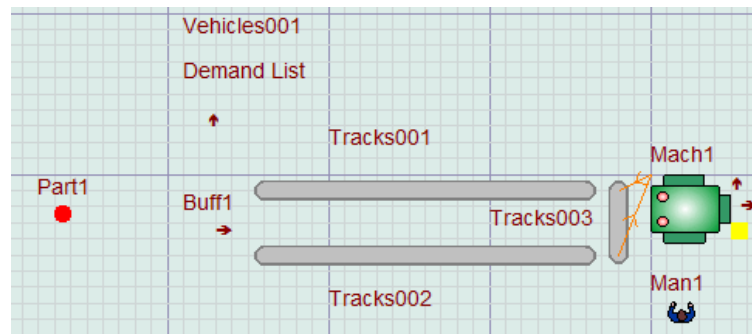 Vehicles001
Demand List
Tracks001
Mach1
Part1
Buff1
Tracks003
Man1
Tracks002